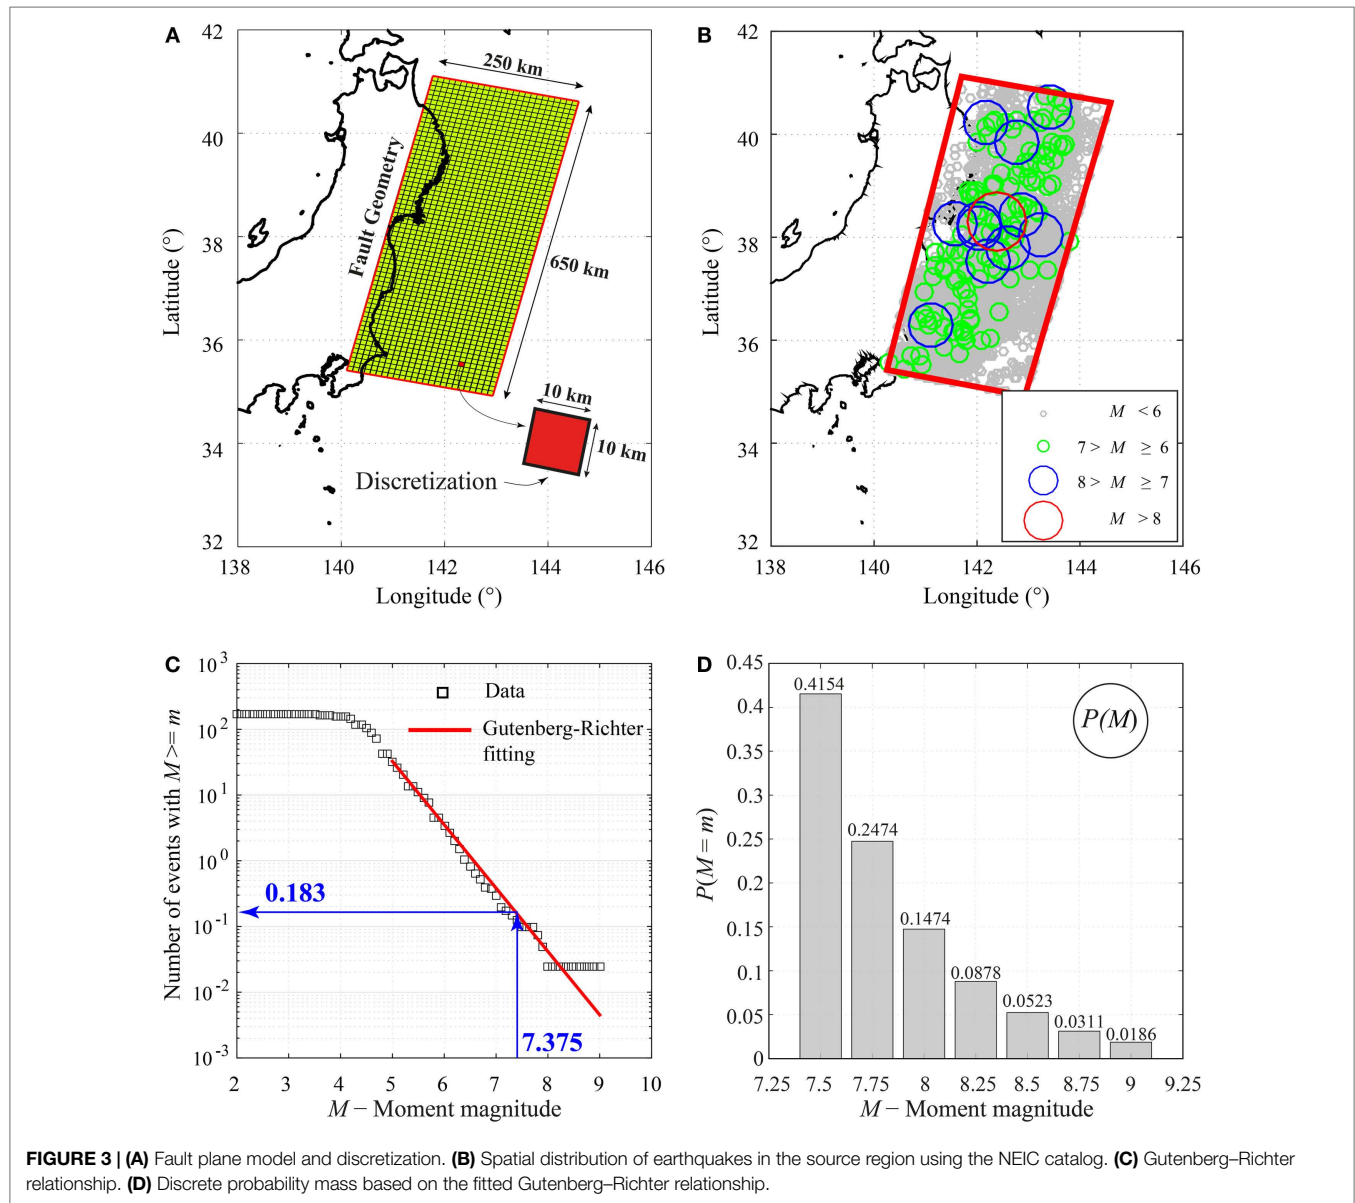 A
42
40
38
36
34
32
Latitude (°)
138
140
142
144
146
Longitude (°)
250 km
650 km
Fault Geometry
10 km
10 km
Discretization
B
42
40
38
36
34
32
Latitude (°)
138
140
142
144
146
Longitude (°)
M < 6
7 > M ≥ 6
8 > M ≥ 7
M > 8
C
10³
10²
10¹
10⁰
10⁻¹
10⁻²
10⁻³
Number of events with M >= m
Data
Gutenberg-Richter
fitting
0.183
7.375
2 3 4 5 6 7 8 9 10
M – Moment magnitude
D
0.45
0.4
0.35
0.3
0.25
0.2
0.15
0.1
0.05
0
P(M = m)
P(M)
0.4154
0.2474
0.1474
0.0878
0.0523
0.0311
0.0186
7.25 7.5 7.75 8 8.25 8.5 8.75 9 9.25
M – Moment magnitude
FIGURE 3 | (A) Fault plane model and discretization. (B) Spatial distribution of earthquakes in the source region using the NEIC catalog. (C) Gutenberg–Richter
relationship. (D) Discrete probability mass based on the fitted Gutenberg–Richter relationship.